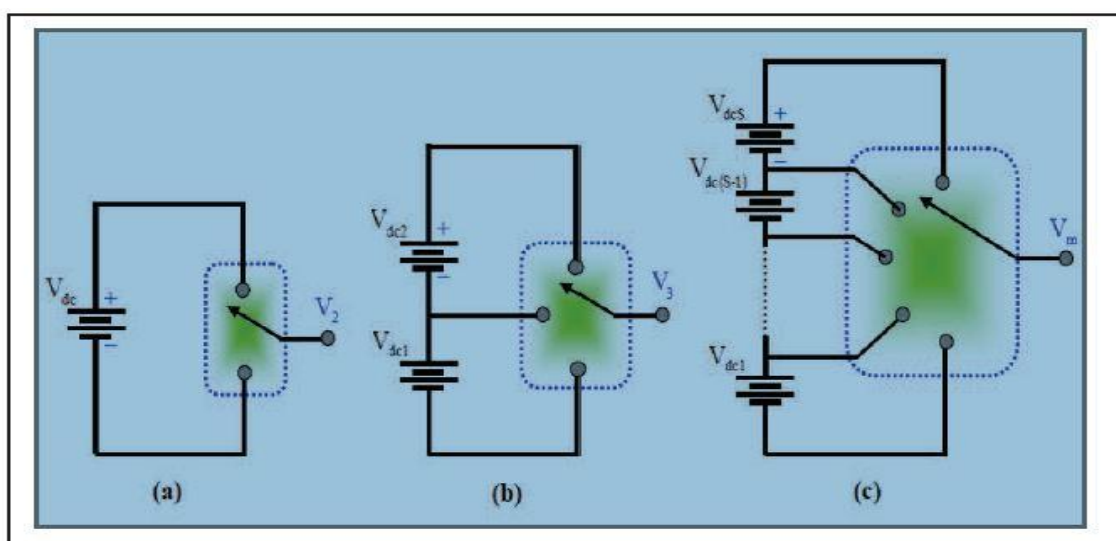 V_dc
+
−
V_2
(a)
V_dc2
+
−
V_dc1
V_3
(b)
V_dcS
+
−
V_dc(S-1)
V_dc1
V_m
(c)